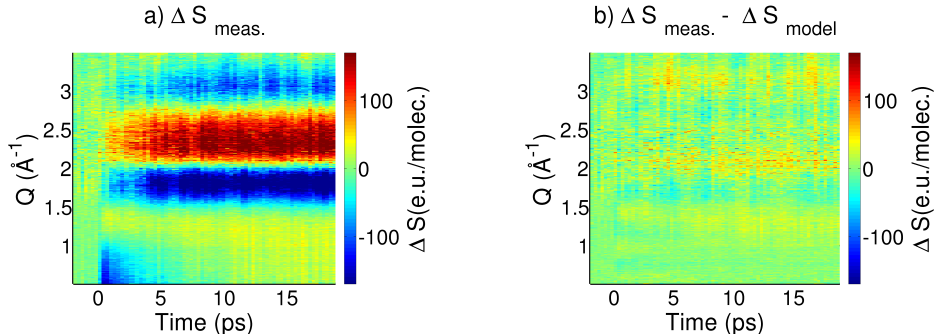 a) Δ S meas.
3
2.5
2
1.5
1
Q (Å-1)
0 5 10 15
Time (ps)
100
0
-100
Δ S(e.u./molec.)
b) Δ S meas. - Δ S model
3
2.5
2
1.5
1
Q (Å-1)
0 5 10 15
Time (ps)
100
0
-100
Δ S(e.u./molec.)